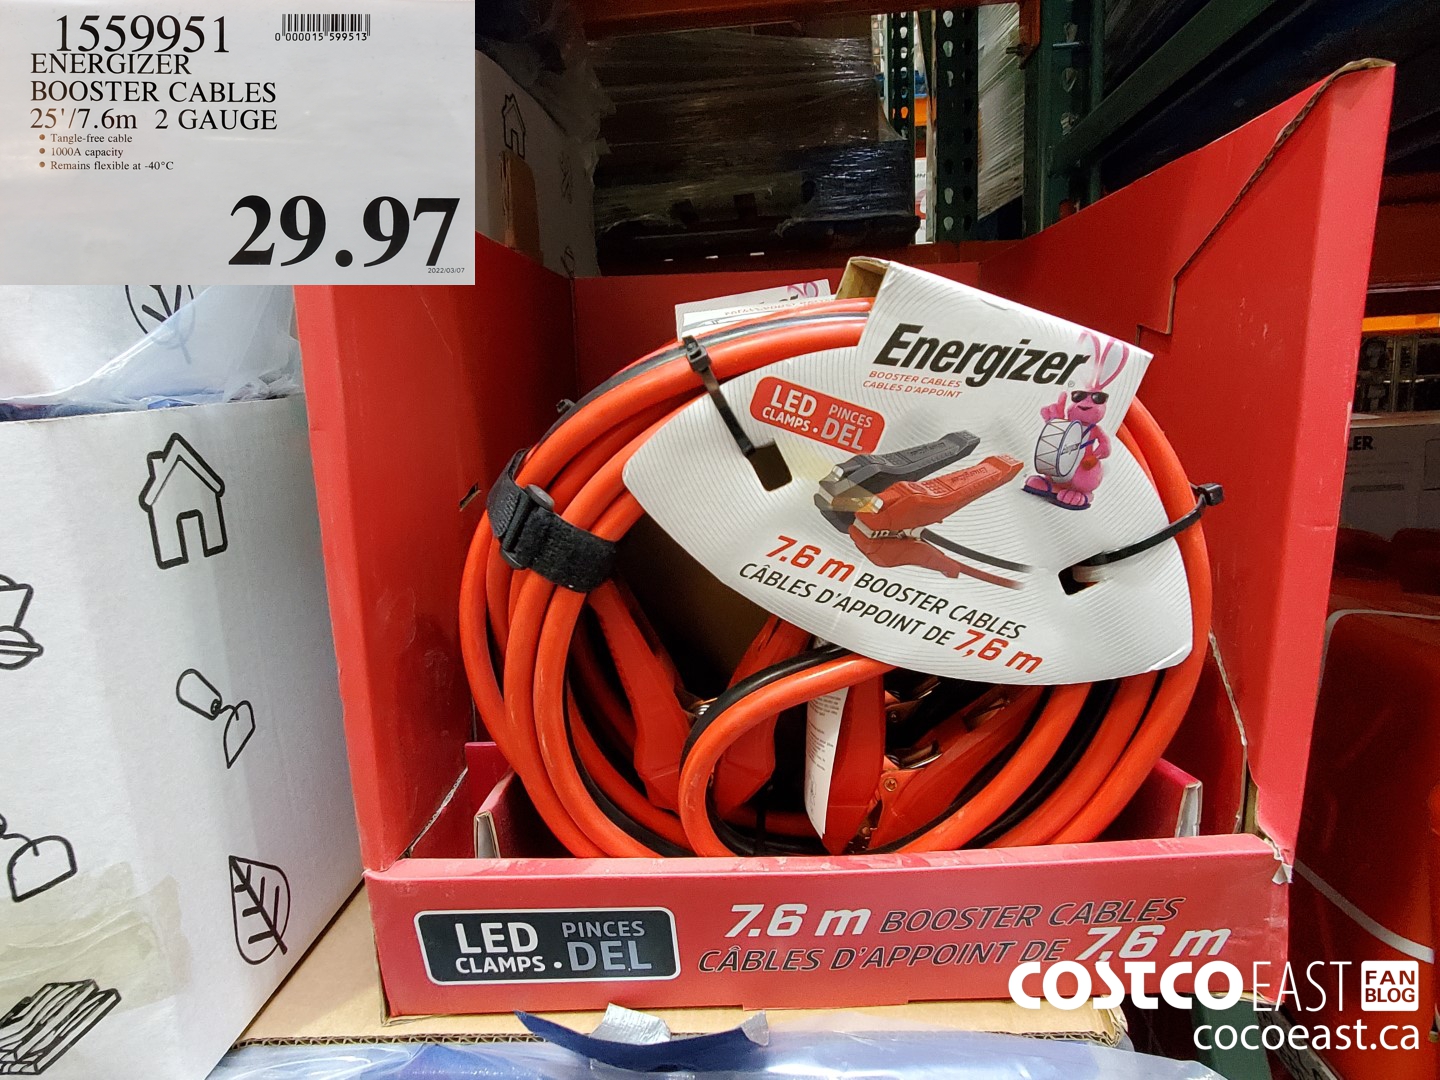 1559951
0 000015 599513
ENERGIZER
BOOSTER CABLES
25'/7.6m 2 GAUGE
• Tangle-free cable
• 1000A capacity
• Remains flexible at -40°C
29.97
2022/03/07
Energizer®
BOOSTER CABLES
CÂBLES D'APPOINT
LED PINCES
CLAMPS • DEL
7.6 m BOOSTER CABLES
CÂBLES D'APPOINT DE 7,6 m
LED PINCES
CLAMPS • DEL
7.6 m BOOSTER CABLES
CÂBLES D'APPOINT DE 7,6 m
COSTCO EAST FAN BLOG
cocoeast.ca